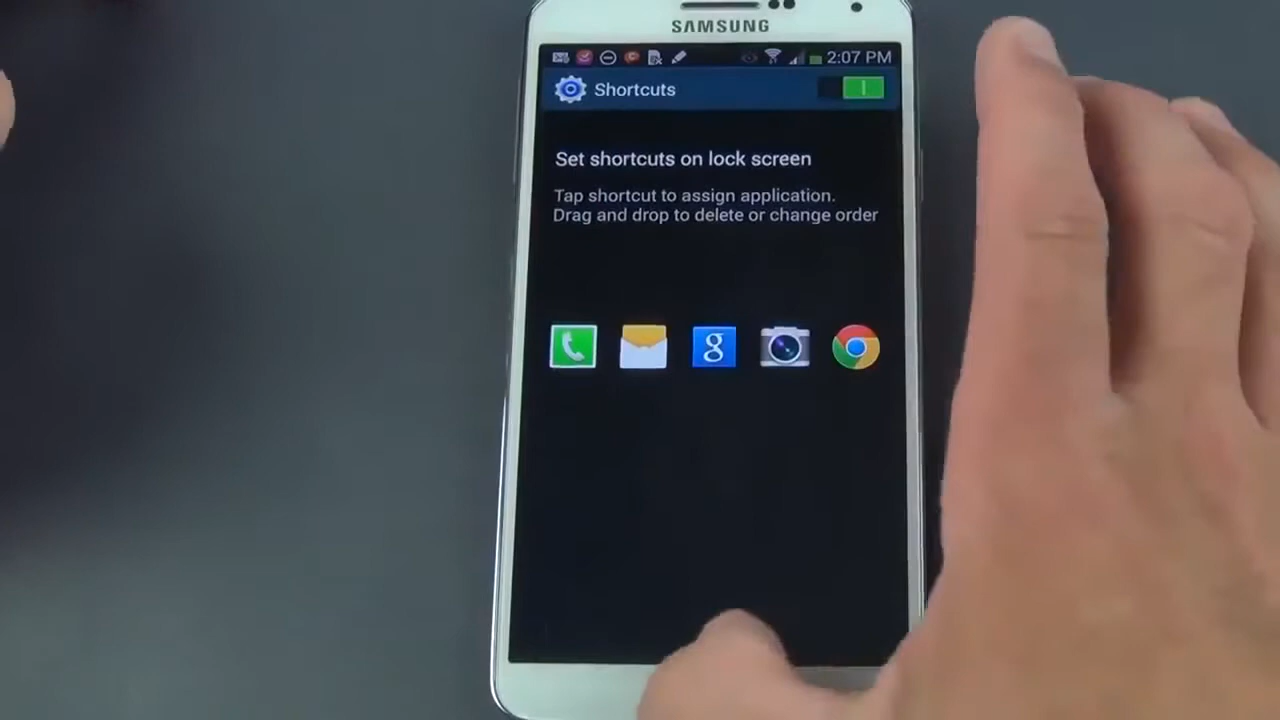 SAMSUNG
2:07 PM
Shortcuts
Set shortcuts on lock screen
Tap shortcut to assign application.
Drag and drop to delete or change order
g